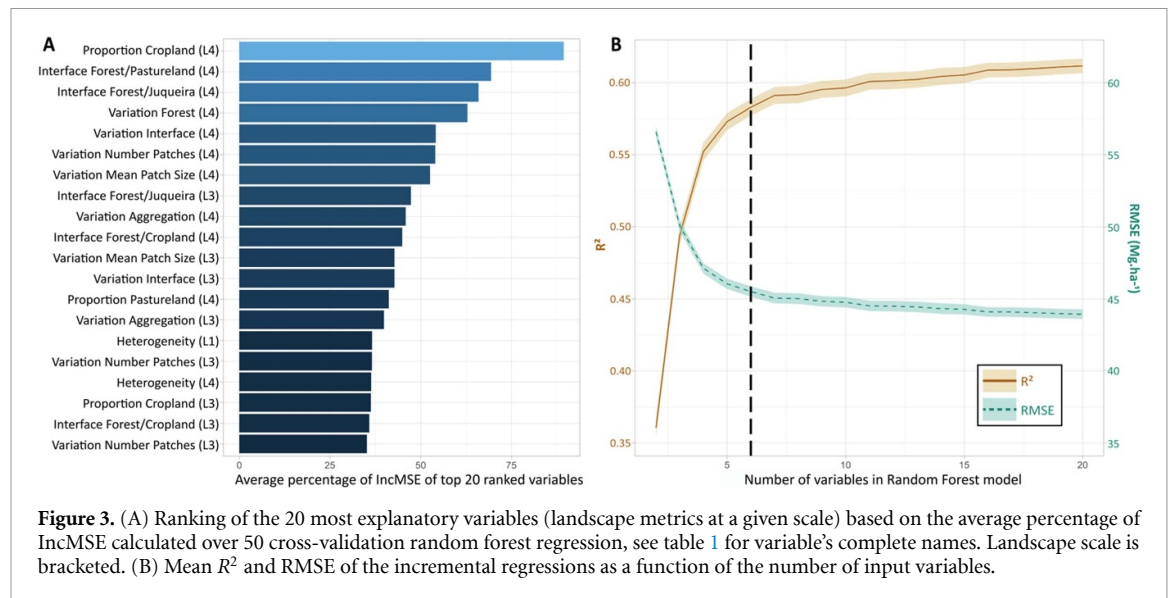 A
Proportion Cropland (L4)
Interface Forest/Pastureland (L4)
Interface Forest/Juqueira (L4)
Variation Forest (L4)
Variation Interface (L4)
Variation Number Patches (L4)
Variation Mean Patch Size (L4)
Interface Forest/Juqueira (L3)
Variation Aggregation (L4)
Interface Forest/Cropland (L4)
Variation Mean Patch Size (L3)
Variation Interface (L3)
Proportion Pastureland (L4)
Variation Aggregation (L3)
Heterogeneity (L1)
Variation Number Patches (L3)
Heterogeneity (L4)
Proportion Cropland (L3)
Interface Forest/Cropland (L3)
Variation Number Patches (L3)
0 25 50 75
Average percentage of IncMSE of top 20 ranked variables
B
R²
0.60
0.55
0.50
0.45
0.40
0.35
60
55
50
45
40
35
RMSE (Mg.ha⁻¹)
R²
RMSE
5 10 15 20
Number of variables in Random Forest model
Figure 3. (A) Ranking of the 20 most explanatory variables (landscape metrics at a given scale) based on the average percentage of
IncMSE calculated over 50 cross-validation random forest regression, see table 1 for variable's complete names. Landscape scale is
bracketed. (B) Mean R² and RMSE of the incremental regressions as a function of the number of input variables.